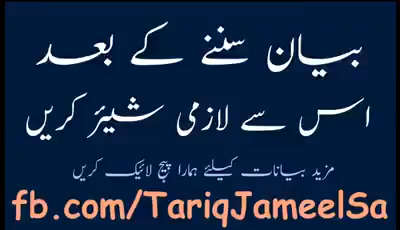 بیان سننے کے بعد
اس سے لازمی شیئر کریں
مزید بیانات کیلئے ہمارا پیج لائیک کریں
fb.com/TariqJameelSa